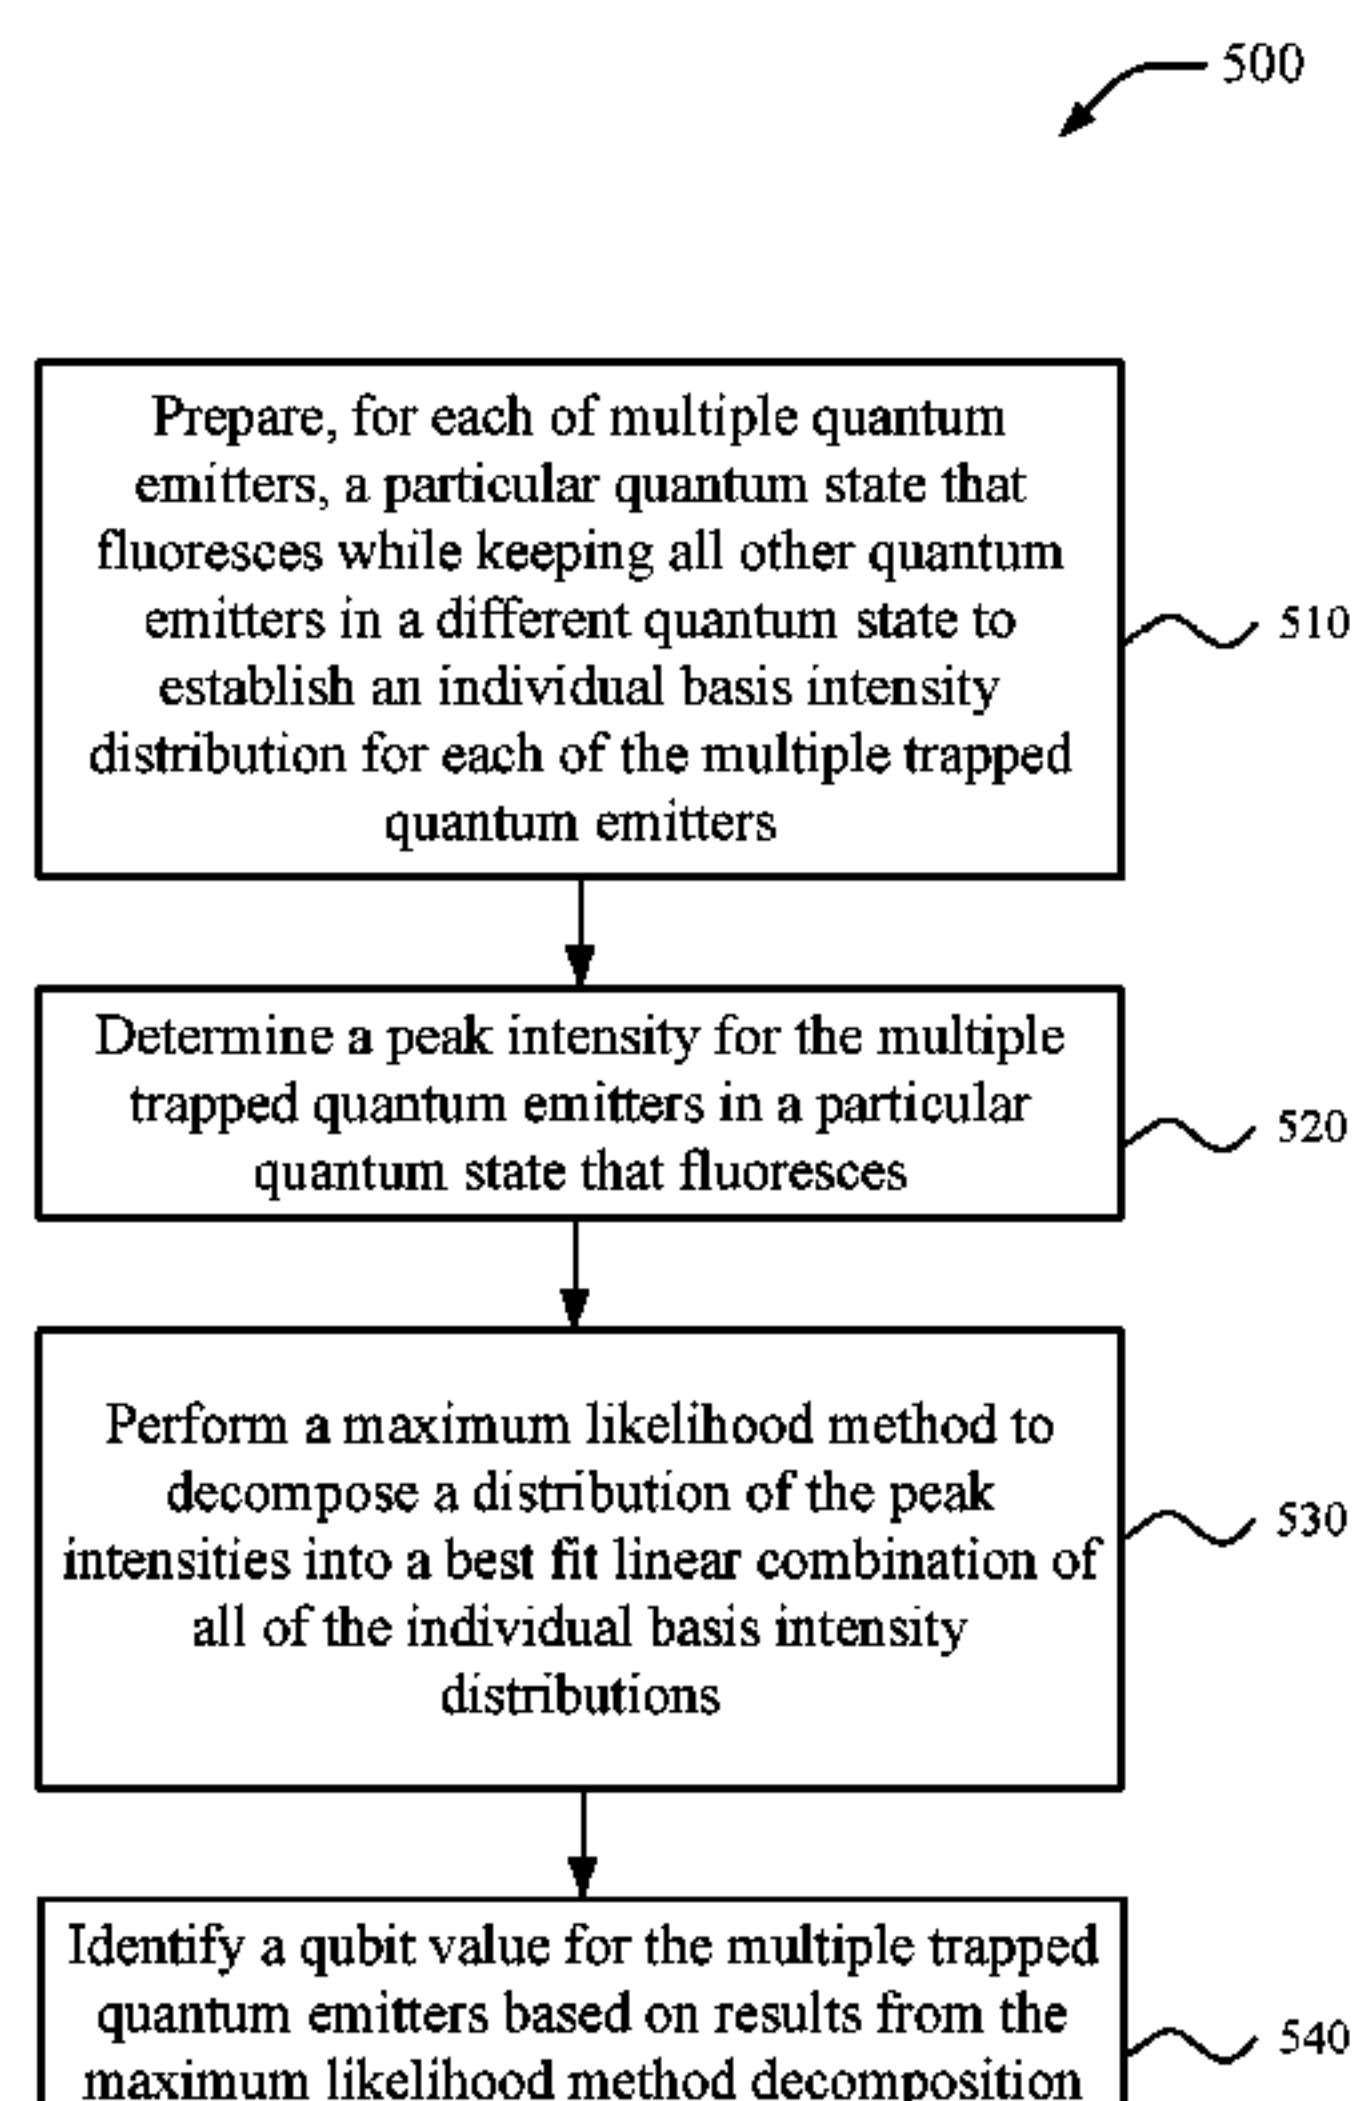 500
Prepare, for each of multiple quantum
emitters, a particular quantum state that
fluoresces while keeping all other quantum
emitters in a different quantum state to
establish an individual basis intensity
distribution for each of the multiple trapped
quantum emitters
510
Determine a peak intensity for the multiple
trapped quantum emitters in a particular
quantum state that fluoresces
520
Perform a maximum likelihood method to
decompose a distribution of the peak
intensities into a best fit linear combination of
all of the individual basis intensity
distributions
530
Identify a qubit value for the multiple trapped
quantum emitters based on results from the
maximum likelihood method decomposition
540